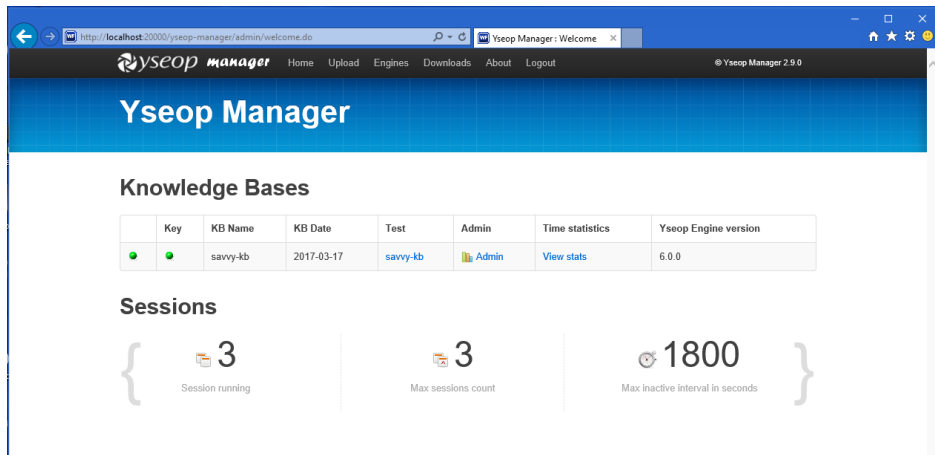 http://localhost:20000/yseop-manager/admin/welcome.do
Yseop Manager : Welcome
yseop manager Home Upload Engines Downloads About Logout © Yseop Manager 2.9.0
Yseop Manager
Knowledge Bases
Key KB Name KB Date Test Admin Time statistics Yseop Engine version
savvy-kb 2017-03-17 savvy-kb Admin View stats 6.0.0
Sessions
3 3 1800
Session running Max sessions count Max inactive interval in seconds